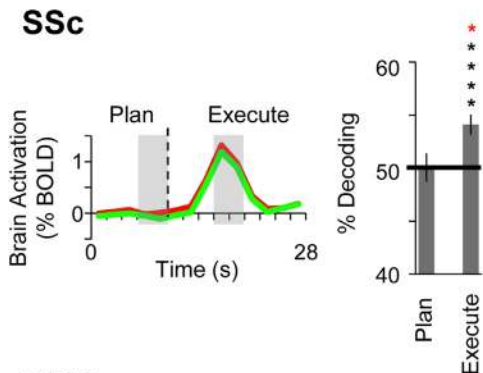 SSc
Plan Execute
Brain Activation
(% BOLD)
1
0
0 28
Time (s)
*
*
*
*
*
60
50
40
% Decoding
Plan
Execute